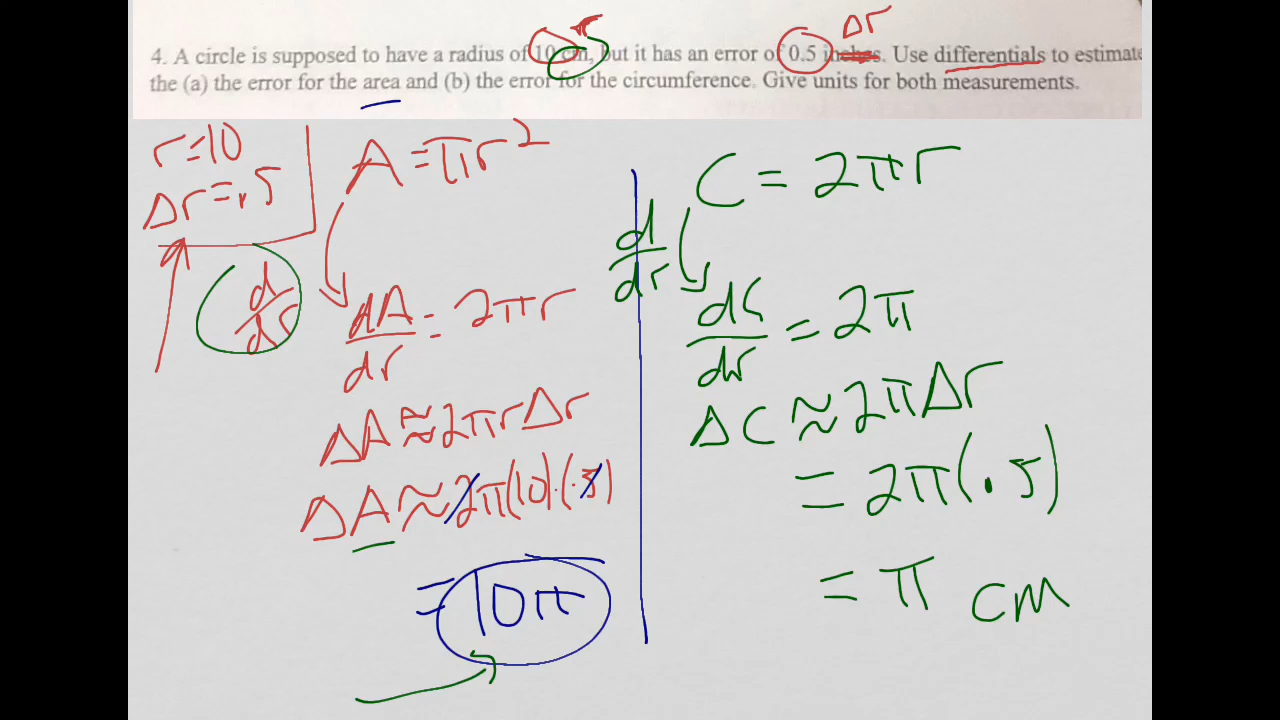 Δr
r
4. A circle is supposed to have a radius of 10 cm, but it has an error of 0.5 inches. Use differentials to estimate
the (a) the error for the area and (b) the error for the circumference. Give units for both measurements.
r=10
Δr=.5
d/dr
A=πr²
dA/dr = 2πr
ΔA≈2πrΔr
ΔA≈2π(10)·(.5)
=10π
C = 2πr
d/dr
dC/dr = 2π
ΔC ≈ 2πΔr
= 2π(.5)
= π cm